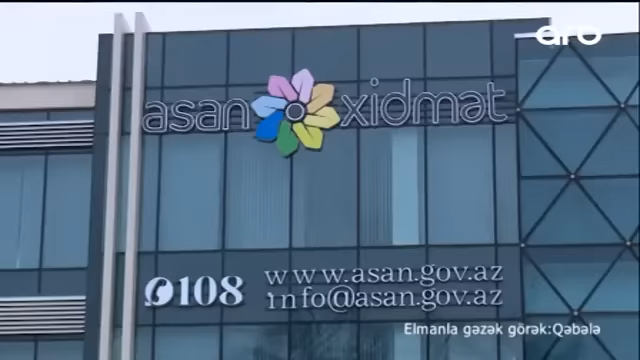 arb
asan xidmət
108
www.asan.gov.az
info@asan.gov.az
Elmanla gəzək görək:Qəbələ